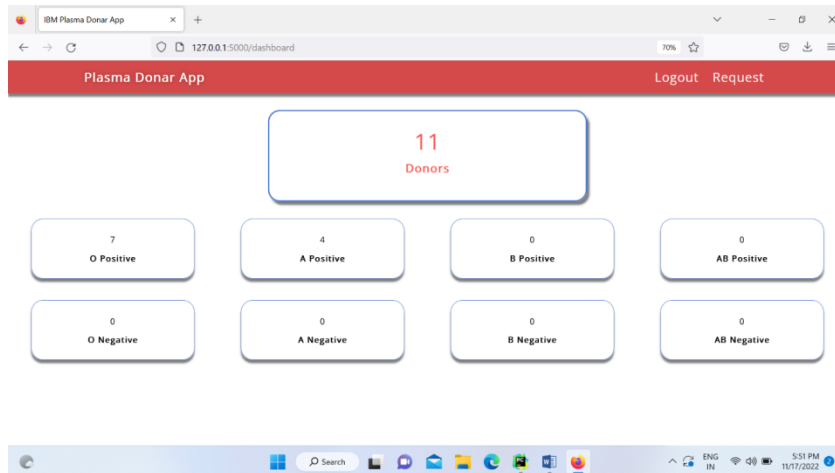 IBM Plasma Donar App
127.0.0.1:5000/dashboard
70%
Plasma Donar App
Logout Request
11
Donors
7
O Positive
4
A Positive
0
B Positive
0
AB Positive
0
O Negative
0
A Negative
0
B Negative
0
AB Negative
Search
ENG
IN
5:51 PM
11/17/2022
2